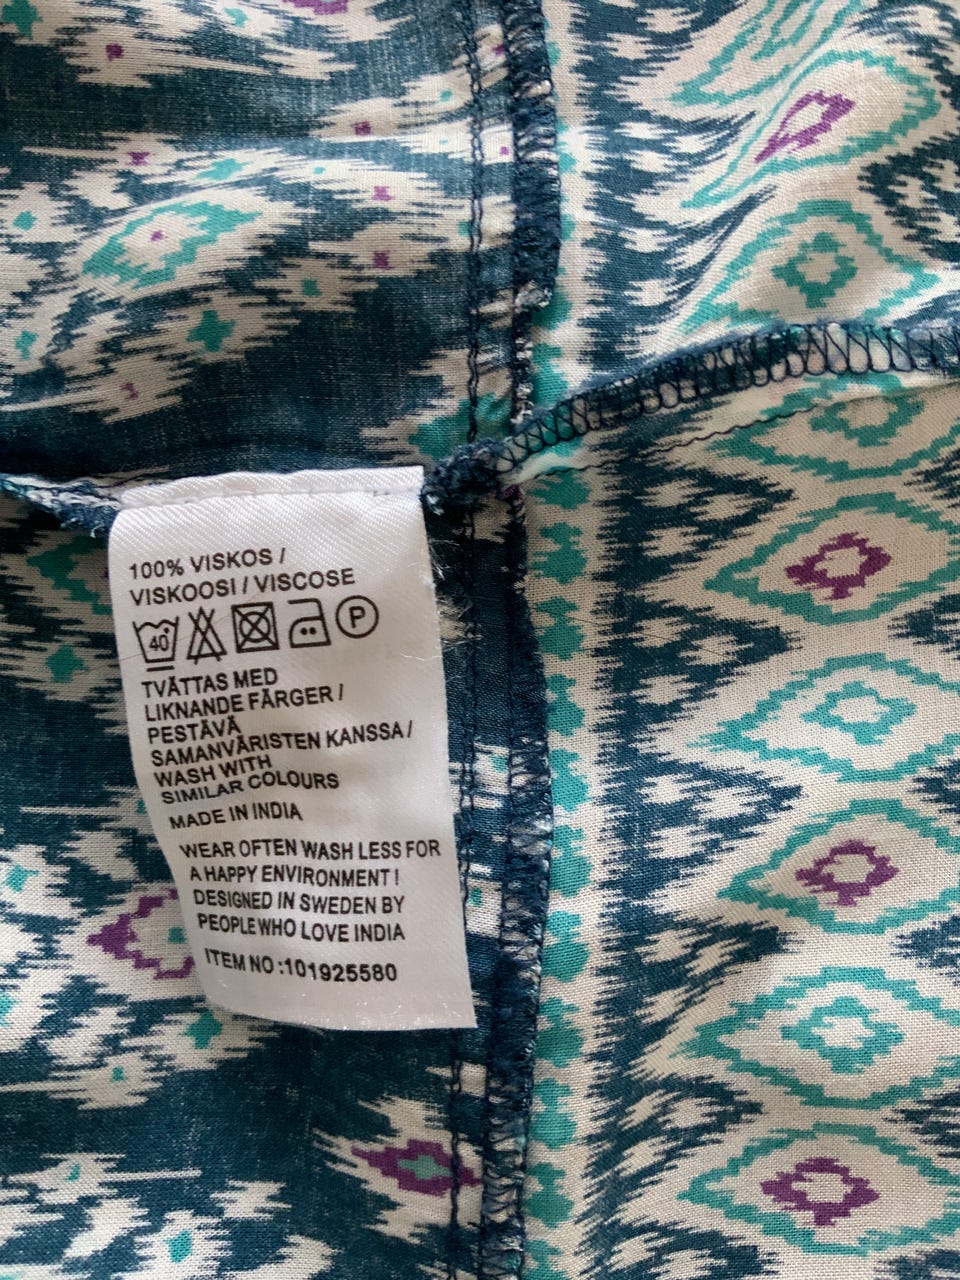 100% VISKOS /
VISKOOSI / VISCOSE
40° P
TVÄTTAS MED
LIKNANDE FÄRGER /
PESTÄVÄ
SAMANVÄRISTEN KANSSA /
WASH WITH
SIMILAR COLOURS
MADE IN INDIA
WEAR OFTEN WASH LESS FOR
A HAPPY ENVIRONMENT !
DESIGNED IN SWEDEN BY
PEOPLE WHO LOVE INDIA
ITEM NO :101925580